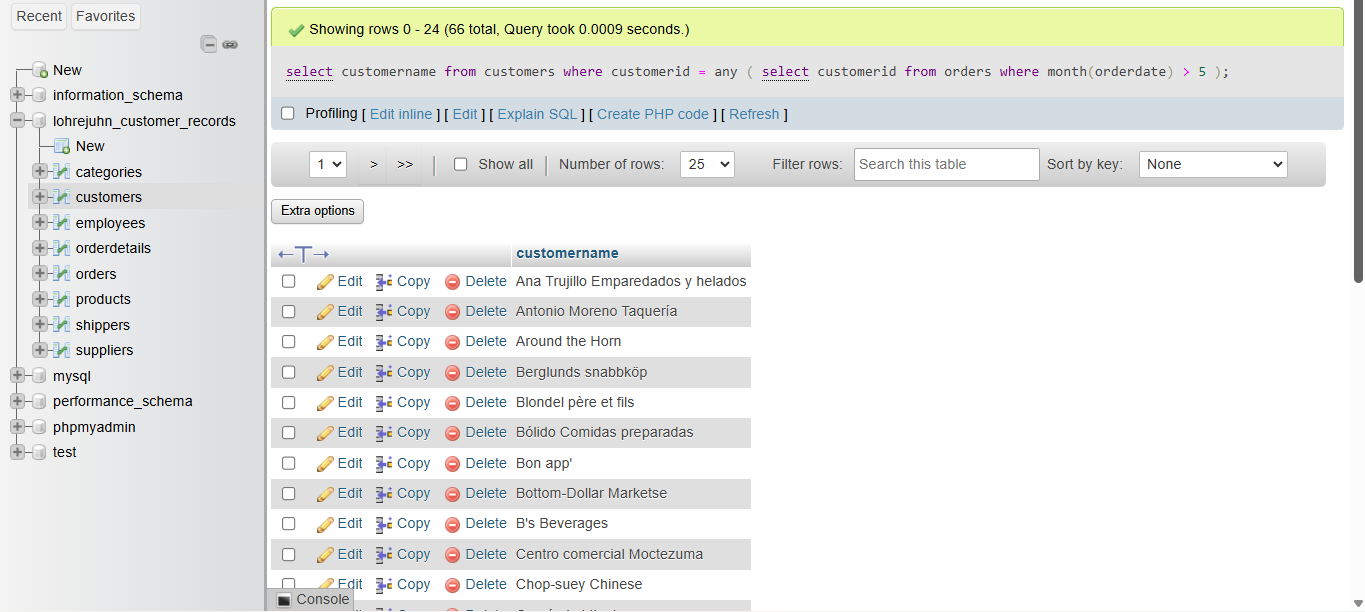 Recent Favorites
New
information_schema
lohrejuhn_customer_records
New
categories
customers
employees
orderdetails
orders
products
shippers
suppliers
mysql
performance_schema
phpmyadmin
test
Showing rows 0 - 24 (66 total, Query took 0.0009 seconds.)
select customername from customers where customerid = any ( select customerid from orders where month(orderdate) > 5 );
Profiling [ Edit inline ] [ Edit ] [ Explain SQL ] [ Create PHP code ] [ Refresh ]
1 > >> | Show all | Number of rows: 25 Filter rows: Search this table Sort by key: None
Extra options
←T→ customername
Edit Copy Delete Ana Trujillo Emparedados y helados
Edit Copy Delete Antonio Moreno Taquería
Edit Copy Delete Around the Horn
Edit Copy Delete Berglunds snabbköp
Edit Copy Delete Blondel père et fils
Edit Copy Delete Bólido Comidas preparadas
Edit Copy Delete Bon app'
Edit Copy Delete Bottom-Dollar Marketse
Edit Copy Delete B's Beverages
Edit Copy Delete Centro comercial Moctezuma
Edit Copy Delete Chop-suey Chinese
Console